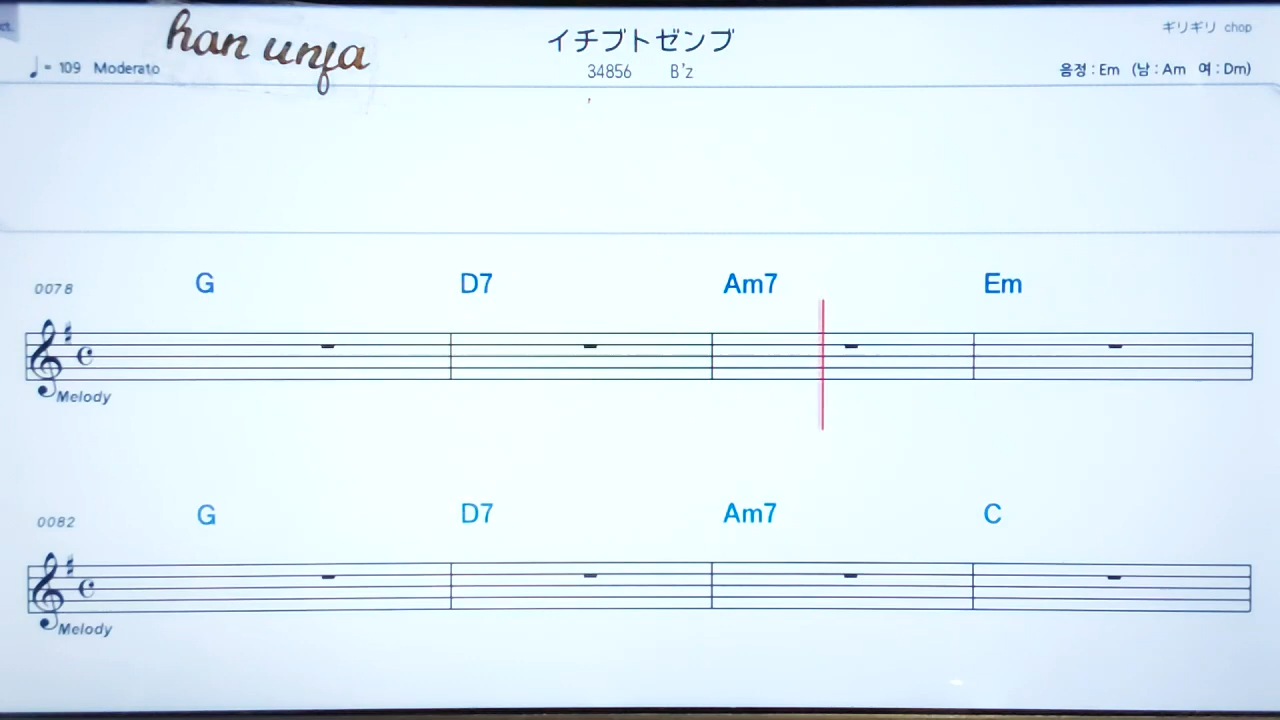 han unfa
イチブトゼンブ
ギリギリ chop
♩= 109 Moderato
34856 B'z
음정 : Em (남 : Am 여 : Dm)
0078 G D7 Am7 Em
Melody
0082 G D7 Am7 C
Melody